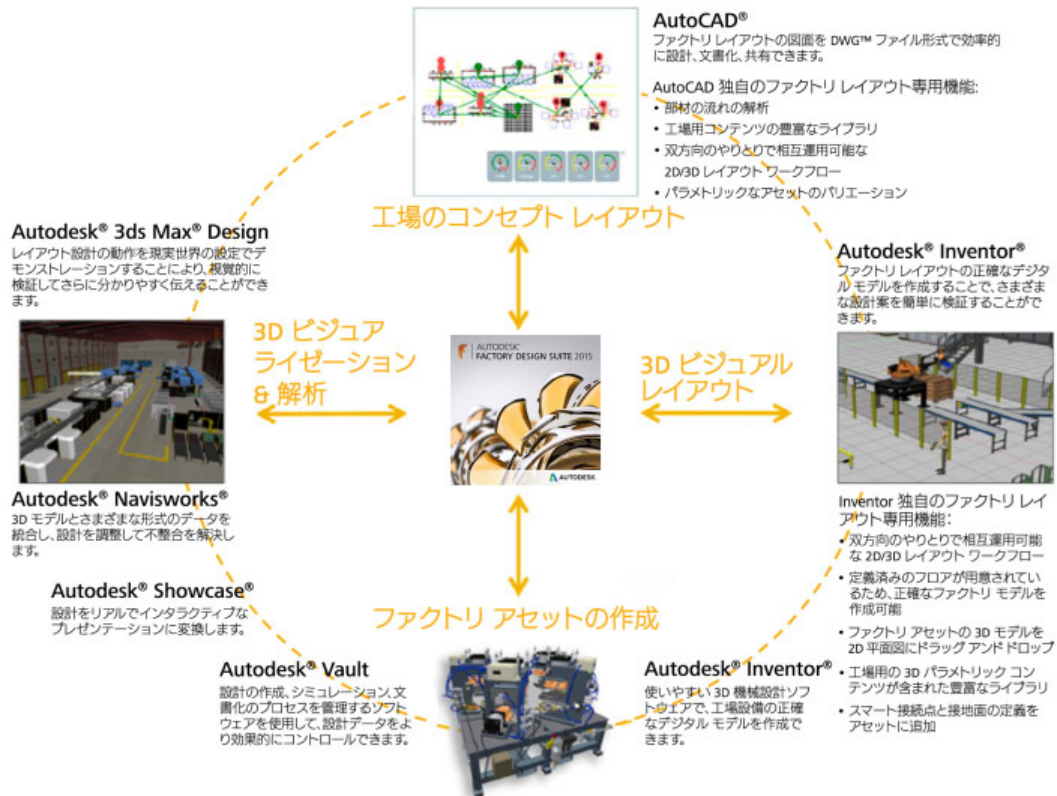 AutoCAD®
ファクトリ レイアウトの図面を DWG™ ファイル形式で効率的
に設計、文書化、共有できます。
AutoCAD 独自のファクトリ レイアウト専用機能:
• 部材の流れの解析
• 工場用コンテンツの豊富なライブラリ
• 双方向のやりとりで相互運用可能な
2D/3D レイアウト ワークフロー
• パラメトリックなアセットのバリエーション
工場のコンセプト レイアウト
Autodesk® 3ds Max® Design
レイアウト設計の動作を現実世界の設定でデ
モンストレーションすることにより、視覚的に
検証してさらに分かりやすく伝えることができ
ます。
3D ビジュア
ライゼーション
& 解析
Autodesk® Navisworks®
3D モデルとさまざまな形式のデータを
統合し、設計を調整して不整合を解決し
ます。
Autodesk® Showcase®
設計をリアルでインタラクティブな
プレゼンテーションに変換します。
AUTODESK®
FACTORY DESIGN SUITE 2015
AUTODESK
3D ビジュアル
レイアウト
Autodesk® Inventor®
ファクトリ レイアウトの正確なデジ
タル モデルを作成することで、さまざま
な設計案を簡単に検証することがで
きます。
Inventor 独自のファクトリ レイ
アウト専用機能:
• 双方向のやりとりで相互運用可能
な 2D/3D レイアウト ワークフロー
• 定義済みのフロアが用意されてい
るため、正確なファクトリ モデルを
作成可能
• ファクトリ アセットの 3D モデルを
2D 平面図にドラッグ アンド ドロップ
• 工場用の 3D パラメトリック コン
テンツが含まれた豊富なライブラリ
• スマート接続点と接地面の定義を
アセットに追加
ファクトリ アセットの作成
Autodesk® Vault
設計の作成、シミュレーション、文
書化のプロセスを管理するソフト
ウェアを使用して、設計データをよ
り効果的にコントロールできます。
Autodesk® Inventor®
使いやすい 3D 機械設計ソフ
トウェアで、工場設備の正確
なデジタル モデルを作成で
きます。